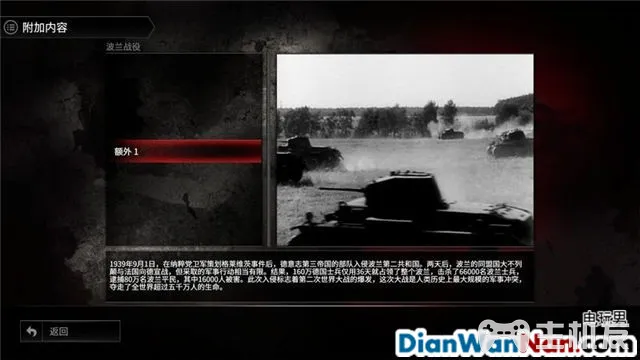 附加内容
波兰战役
额外 1
1939年9月1日，在纳粹党卫军策划格莱维茨事件后，德意志第三帝国的部队入侵波兰第二共和国。两天后，波兰的同盟国大不列
颠与法国向德宣战，但采取的军事行动相当有限。结果，160万德国士兵仅用36天就占领了整个波兰，击杀了66000名波兰士兵，
逮捕80万名波兰平民，其中16000人被害。此次入侵标志着第二次世界大战的爆发，这次大战是人类历史上最大规模的军事冲突，
夺走了全世界超过五千万人的生命。
返回
电玩男
DianWanNan.com